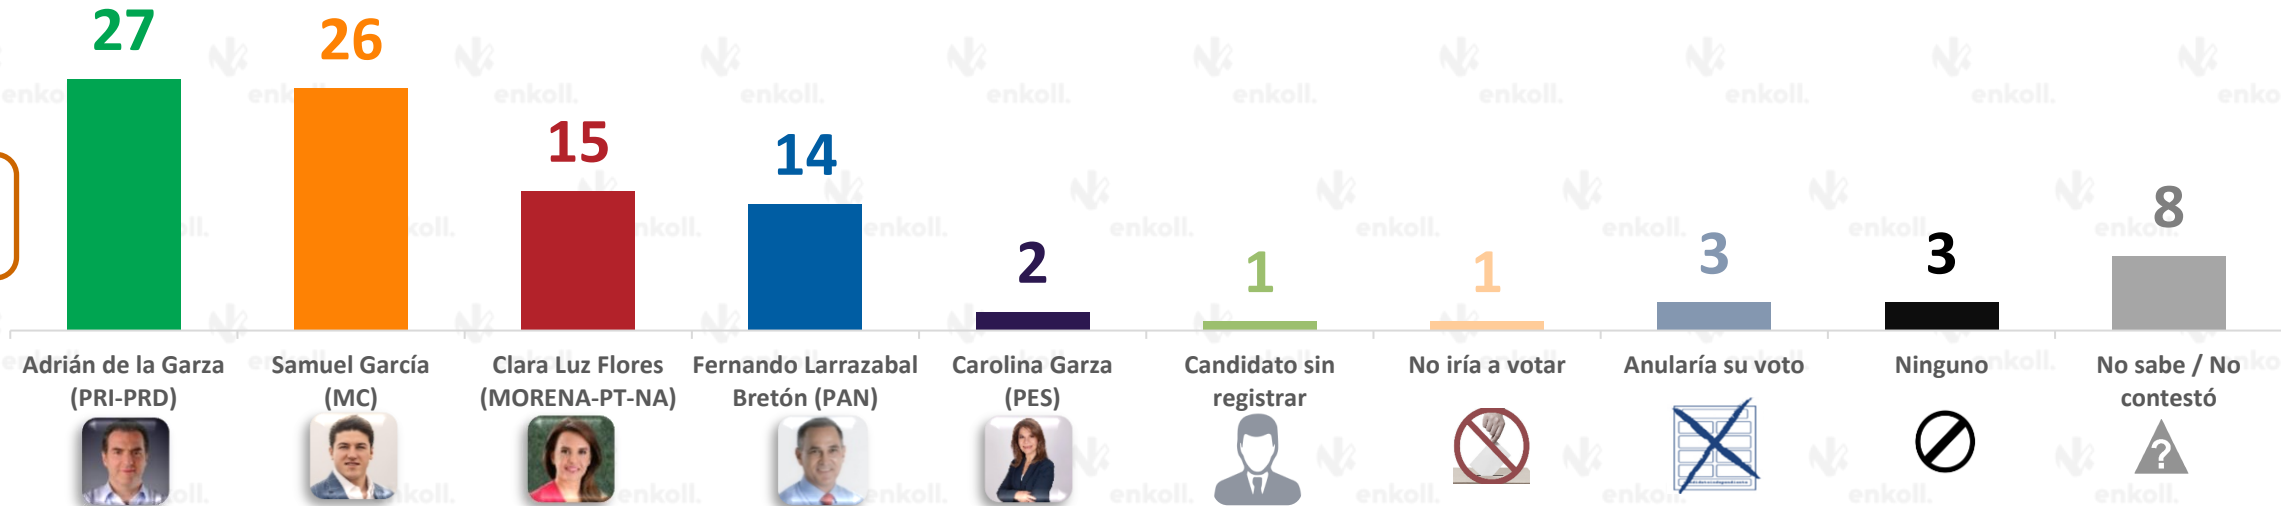 27
26
15
14
2
1
1
3
3
8
Adrián de la Garza
(PRI-PRD)
Samuel García
(MC)
Clara Luz Flores
(MORENA-PT-NA)
Fernando Larrazabal
Bretón (PAN)
Carolina Garza
(PES)
Candidato sin
registrar
No iría a votar
Anularía su voto
Ninguno
No sabe / No
contestó
?
enkoll.